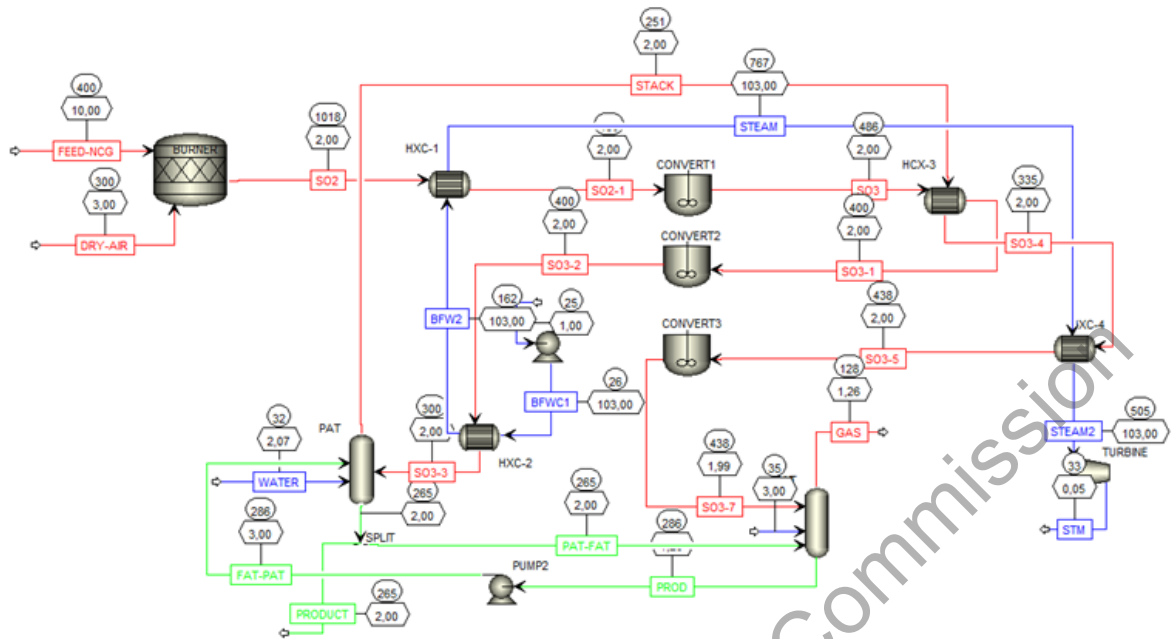 251
2,00
STACK
767
103,00
STEAM
400
10,00
FEED-NCG
BURNER
300
3,00
DRY-AIR
1018
2,00
SO2
HXC-1
2,00
SO2-1
CONVERT1
486
2,00
SO3
HCX-3
335
2,00
SO3-4
400
2,00
SO3-2
CONVERT2
400
2,00
SO3-1
BFW2
162
103,00
25
1,00
CONVERT3
438
2,00
SO3-5
XC-4
BFWC1
26
103,00
128
1,26
GAS
STEAM2
505
103,00
TURBINE
33
0,05
STM
PAT
32
2,07
WATER
300
2,00
SO3-3
HXC-2
265
2,00
SPLIT
438
1,99
SO3-7
35
3,00
286
3,00
FAT-PAT
265
2,00
PAT-FAT
286
PROD
PUMP2
PRODUCT
265
2,00
Commission